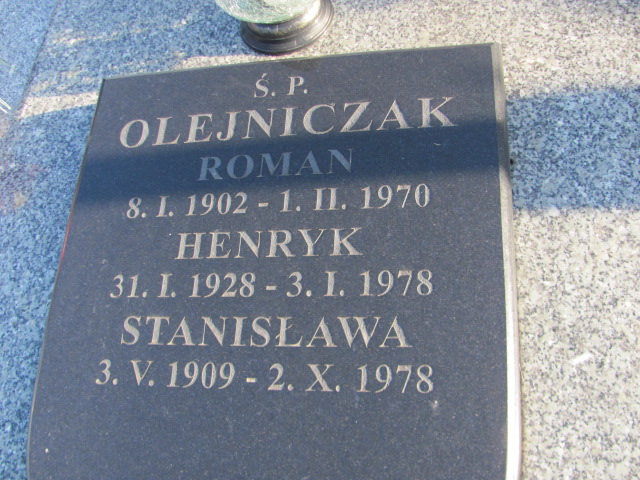 Ś. P.
OLEJNICZAK
ROMAN
8. I. 1902 - 1. II. 1970
HENRYK
31. I. 1928 - 3. I. 1978
STANISŁAWA
3. V. 1909 - 2. X. 1978